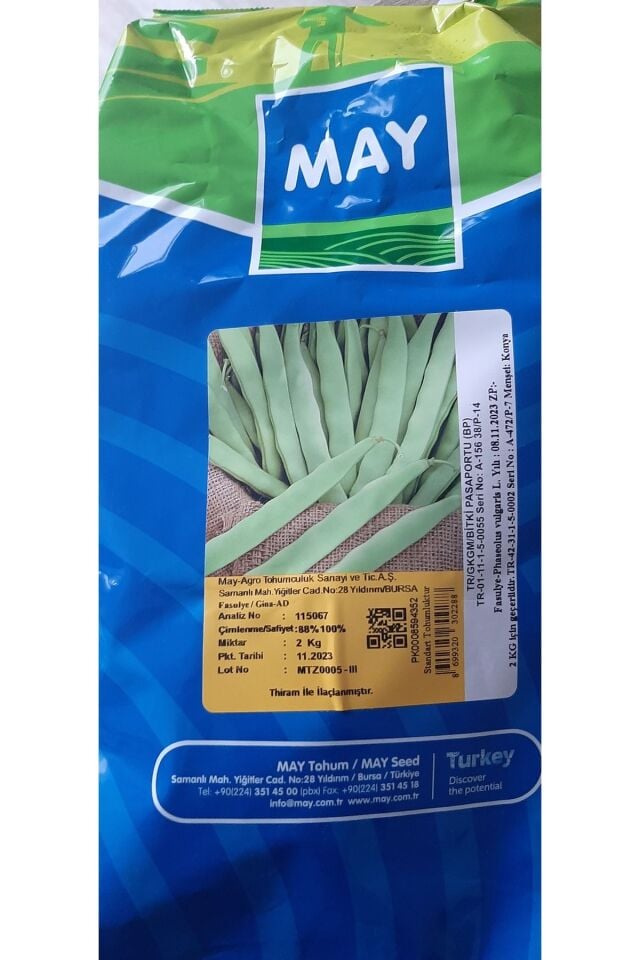 MAY
May-Agro Tohumculuk Sanayi ve Tic.A.Ş.
Samanlı Mah.Yiğitler Cad.No:28 Yıldırım/BURSA
Fasulye / Gina-AD
Analiz No : 115067
Çimlenme/Safiyet :88%100%
Miktar : 2 Kg
Pkt. Tarihi : 11.2023
Lot No : MTZ0005-III
Thiram İle İlaçlanmıştır.
PK0006594352
Standart Tohumluktur
8 699320 302288
TR/GKGM/BİTKİ PASAPORTU (BP)
TR-01-11-1-5-0055 Seri No: A-156 38/P-14
Fasulye-Phaseolus vulgaris L. Yılı : 08.11.2023 ZP:-
2 KG için geçerlidir. TR-42-31-1-5-0002 Seri No : A-472/P-7 Menşei: Konya
MAY Tohum / MAY Seed
Samanlı Mah. Yiğitler Cad. No:28 Yıldırım / Bursa / Türkiye
Tel: +90(224) 351 45 00 (pbx) Fax: +90(224) 351 45 18
info@may.com.tr www.may.com.tr
Turkey
Discover
the potential